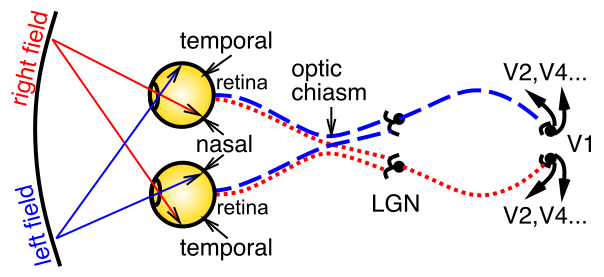 right field
left field
temporal
retina
nasal
retina
temporal
optic
chiasm
LGN
V2,V4...
V1
V2,V4...